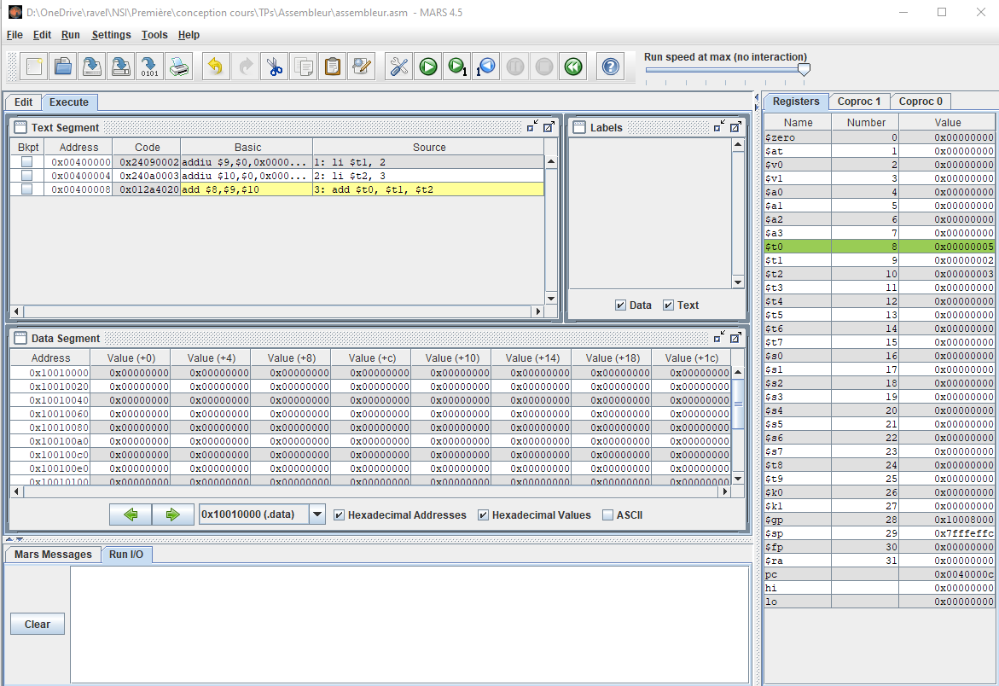 D:\OneDrive\ravel\NSI\Première\conception cours\TPs\Assembleur\assembleur.asm - MARS 4.5
File Edit Run Settings Tools Help
Run speed at max (no interaction)
0101
1
1
Edit Execute
Text Segment
Bkpt Address Code Basic Source
0x00400000 0x24090002 addiu $9,$0,0x0000... 1: li $t1, 2
0x00400004 0x240a0003 addiu $10,$0,0x000... 2: li $t2, 3
0x00400008 0x012a4020 add $8,$9,$10 3: add $t0, $t1, $t2
Labels
Data Text
Data Segment
Address Value (+0) Value (+4) Value (+8) Value (+c) Value (+10) Value (+14) Value (+18) Value (+1c)
0x10010000 0x00000000 0x00000000 0x00000000 0x00000000 0x00000000 0x00000000 0x00000000 0x00000000
0x10010020 0x00000000 0x00000000 0x00000000 0x00000000 0x00000000 0x00000000 0x00000000 0x00000000
0x10010040 0x00000000 0x00000000 0x00000000 0x00000000 0x00000000 0x00000000 0x00000000 0x00000000
0x10010060 0x00000000 0x00000000 0x00000000 0x00000000 0x00000000 0x00000000 0x00000000 0x00000000
0x10010080 0x00000000 0x00000000 0x00000000 0x00000000 0x00000000 0x00000000 0x00000000 0x00000000
0x100100a0 0x00000000 0x00000000 0x00000000 0x00000000 0x00000000 0x00000000 0x00000000 0x00000000
0x100100c0 0x00000000 0x00000000 0x00000000 0x00000000 0x00000000 0x00000000 0x00000000 0x00000000
0x100100e0 0x00000000 0x00000000 0x00000000 0x00000000 0x00000000 0x00000000 0x00000000 0x00000000
0x10010100 0x00000000 0x00000000 0x00000000 0x00000000 0x00000000 0x00000000 0x00000000 0x00000000
0x10010000 (.data) Hexadecimal Addresses Hexadecimal Values ASCII
Mars Messages Run I/O
Clear
Registers Coproc 1 Coproc 0
Name Number Value
$zero 0 0x00000000
$at 1 0x00000000
$v0 2 0x00000000
$v1 3 0x00000000
$a0 4 0x00000000
$a1 5 0x00000000
$a2 6 0x00000000
$a3 7 0x00000000
$t0 8 0x00000005
$t1 9 0x00000002
$t2 10 0x00000003
$t3 11 0x00000000
$t4 12 0x00000000
$t5 13 0x00000000
$t6 14 0x00000000
$t7 15 0x00000000
$s0 16 0x00000000
$s1 17 0x00000000
$s2 18 0x00000000
$s3 19 0x00000000
$s4 20 0x00000000
$s5 21 0x00000000
$s6 22 0x00000000
$s7 23 0x00000000
$t8 24 0x00000000
$t9 25 0x00000000
$k0 26 0x00000000
$k1 27 0x00000000
$gp 28 0x10008000
$sp 29 0x7fffeffc
$fp 30 0x00000000
$ra 31 0x00000000
pc 0x0040000c
hi 0x00000000
lo 0x00000000